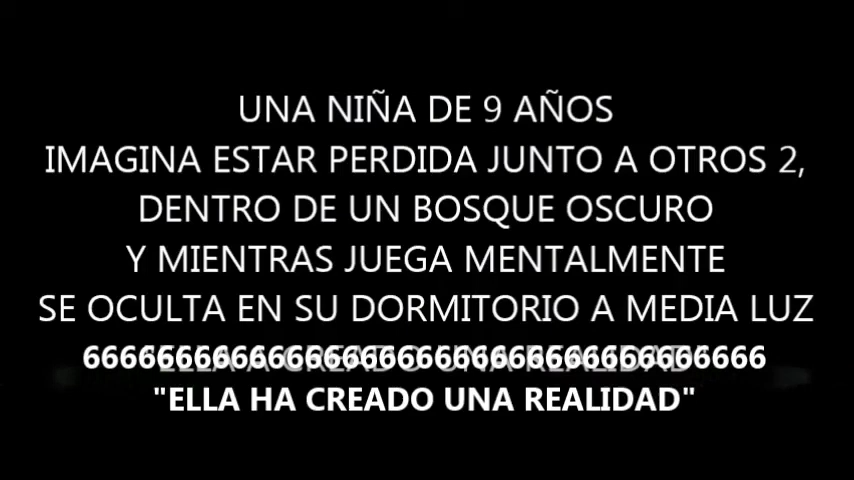 UNA NIÑA DE 9 AÑOS
IMAGINA ESTAR PERDIDA JUNTO A OTROS 2,
DENTRO DE UN BOSQUE OSCURO
Y MIENTRAS JUEGA MENTALMENTE
SE OCULTA EN SU DORMITORIO A MEDIA LUZ
"ELLA HA CREADO UNA REALIDAD"